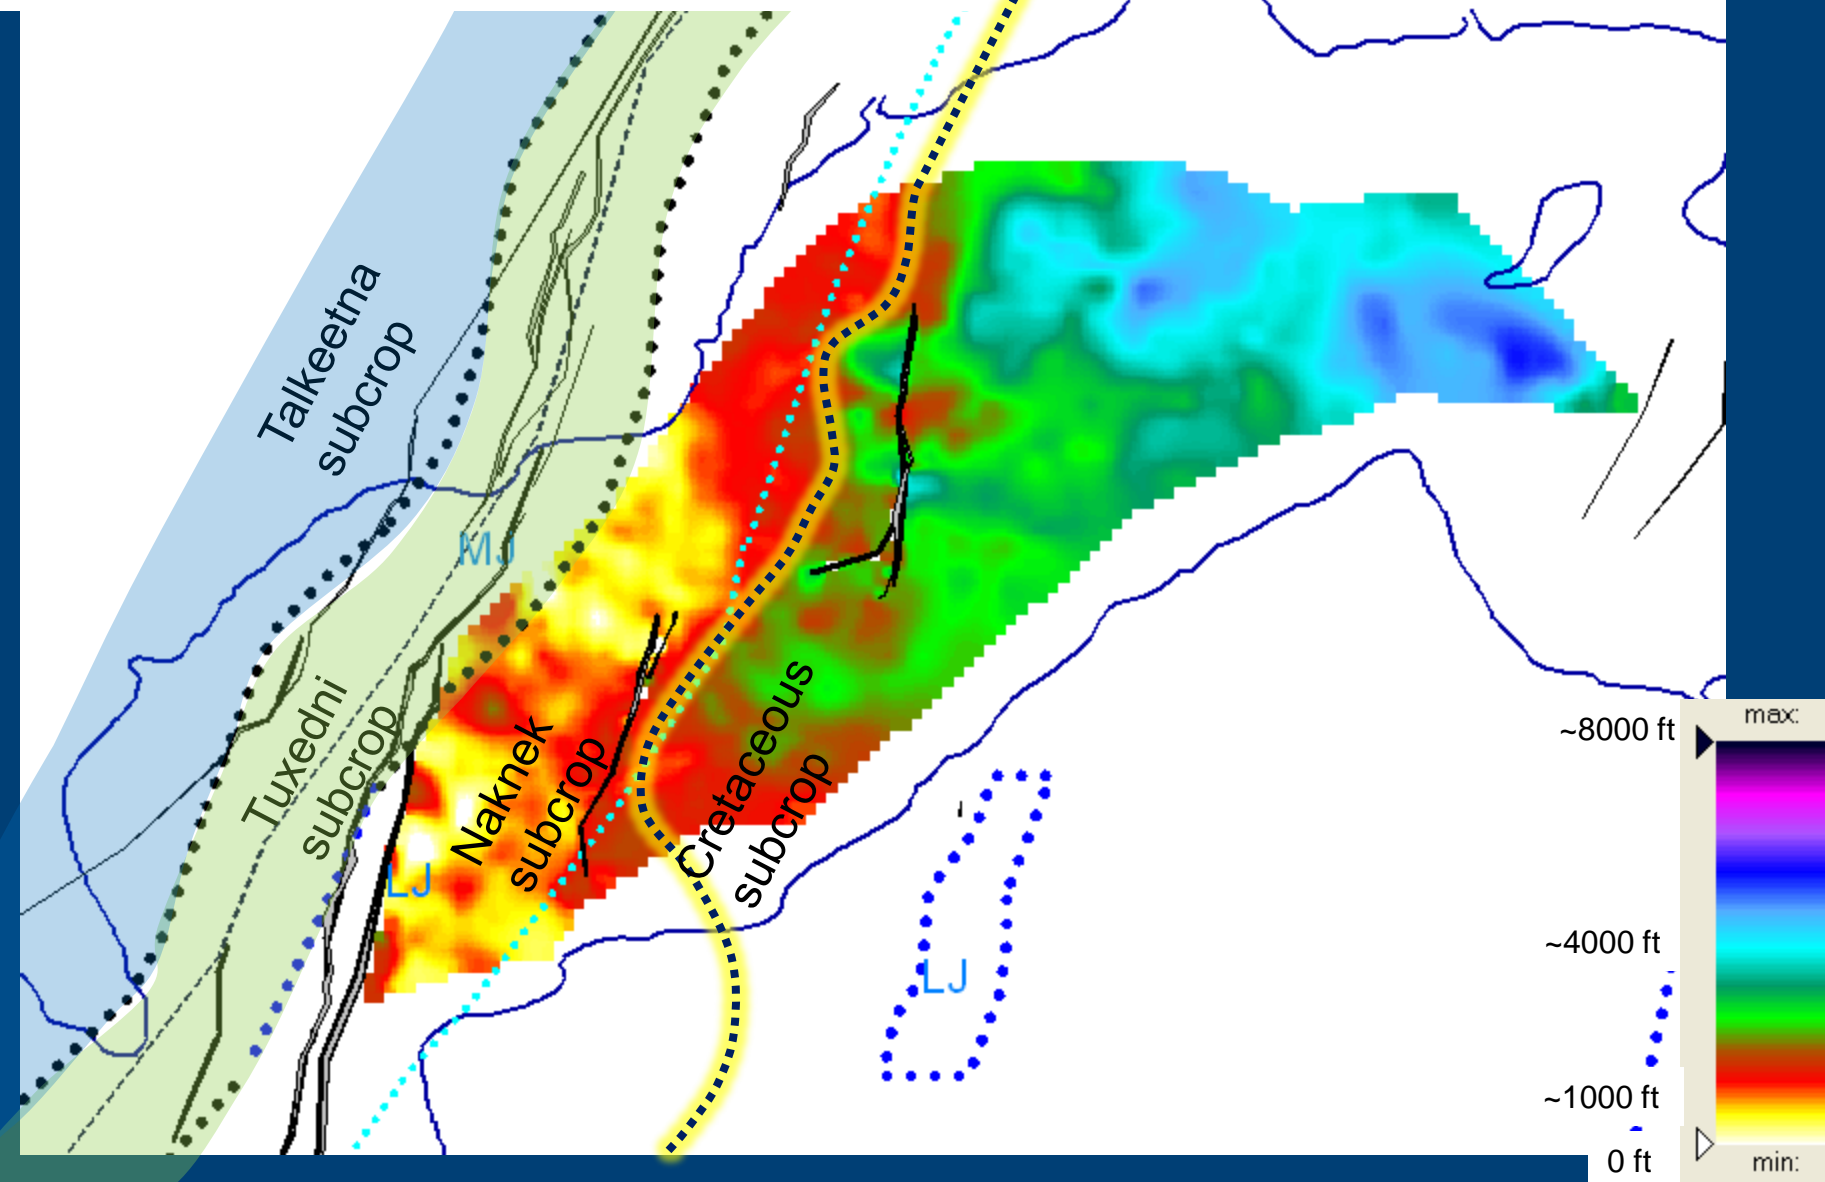 Talkeetna
subcrop
MJ
Tuxedni
subcrop
Naknek
subcrop
Cretaceous
subcrop
LJ
LJ
max:
~8000 ft
~4000 ft
~1000 ft
0 ft
min: